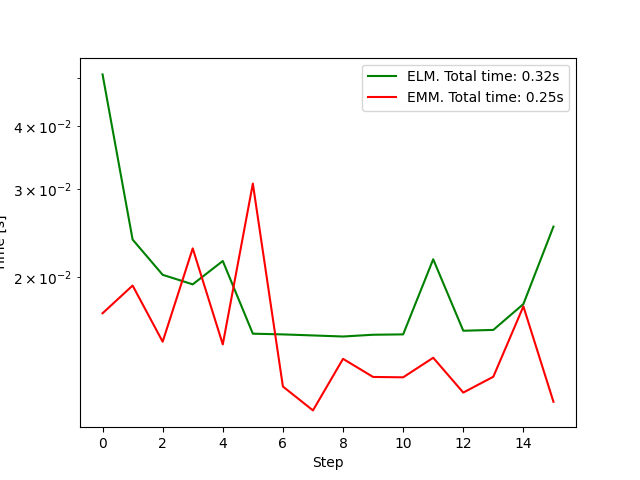 ELM. Total time: 0.32s
EMM. Total time: 0.25s
4 × 10⁻²
3 × 10⁻²
2 × 10⁻²
Time [s]
0 2 4 6 8 10 12 14
Step